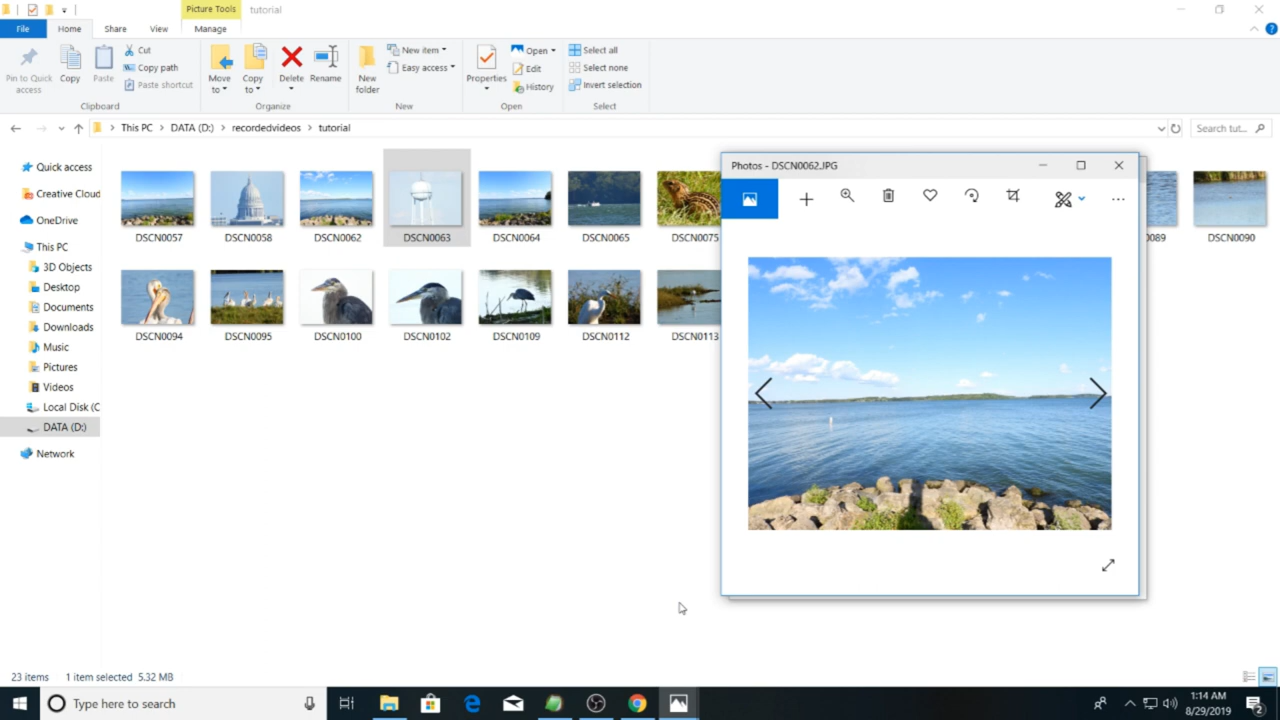 Picture Tools
tutorial
File
Home
Share
View
Manage
Pin to Quick
access
Copy
Paste
Cut
Copy path
Paste shortcut
Clipboard
Move
to
Copy
to
Delete
Rename
Organize
New
folder
New item
Easy access
New
Properties
Open
Edit
History
Open
Select all
Select none
Invert selection
Select
This PC
DATA (D:)
recordedvideos
tutorial
Search tut...
Quick access
Creative Cloud
OneDrive
This PC
3D Objects
Desktop
Documents
Downloads
Music
Pictures
Videos
Local Disk (C
DATA (D:)
Network
DSCN0057
DSCN0058
DSCN0062
DSCN0063
DSCN0064
DSCN0065
DSCN0075
0089
DSCN0090
DSCN0094
DSCN0095
DSCN0100
DSCN0102
DSCN0109
DSCN0112
DSCN0113
Photos - DSCN0062.JPG
23 items
1 item selected 5.32 MB
Type here to search
1:14 AM
8/29/2019
2